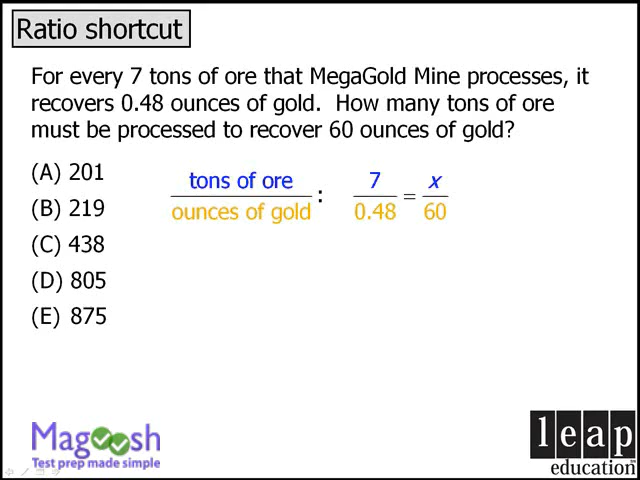 Ratio shortcut
For every 7 tons of ore that MegaGold Mine processes, it
recovers 0.48 ounces of gold. How many tons of ore
must be processed to recover 60 ounces of gold?
(A) 201
(B) 219
(C) 438
(D) 805
(E) 875
tons of ore
ounces of gold
: 7/0.48 = x/60
Magoosh
Test prep made simple
leap
education